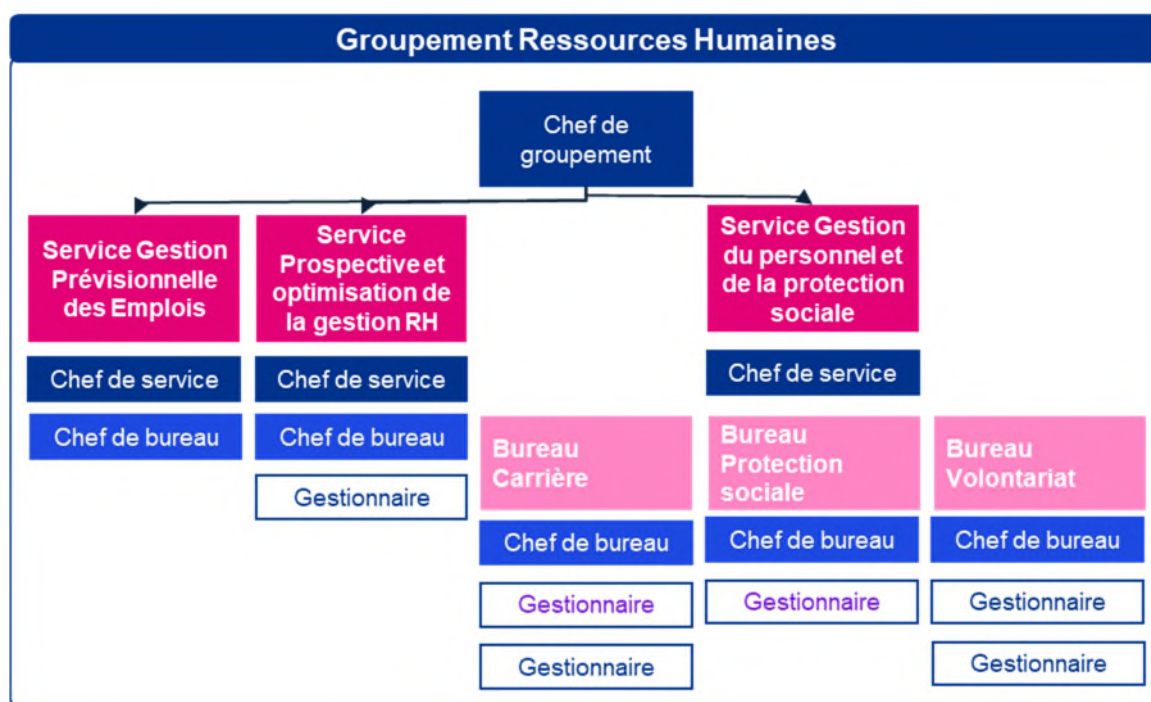 Groupement Ressources Humaines
Chef de
groupement
Service Gestion
Prévisionnelle
des Emplois
Service
Prospective et
optimisation de
la gestion RH
Service Gestion
du personnel et
de la protection
sociale
Chef de service
Chef de service
Chef de service
Chef de bureau
Chef de bureau
Gestionnaire
Bureau
Carrière
Bureau
Protection
sociale
Bureau
Volontariat
Chef de bureau
Chef de bureau
Chef de bureau
Gestionnaire
Gestionnaire
Gestionnaire
Gestionnaire
Gestionnaire